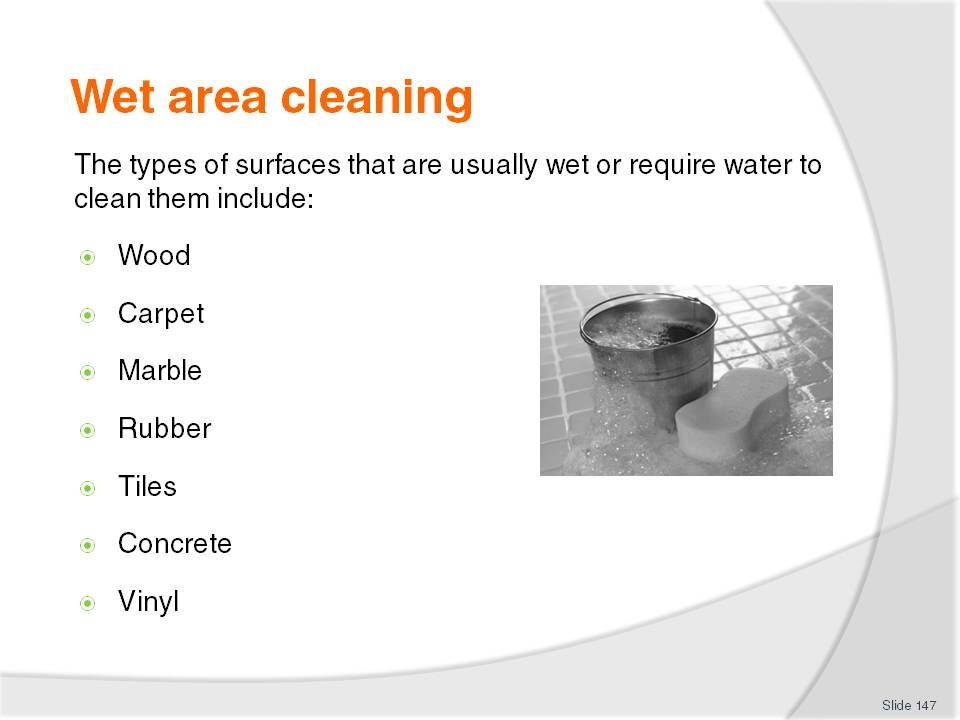 Wet area cleaning
The types of surfaces that are usually wet or require water to
clean them include:
Wood
Carpet
Marble
Rubber
Tiles
Concrete
Vinyl
Slide 147